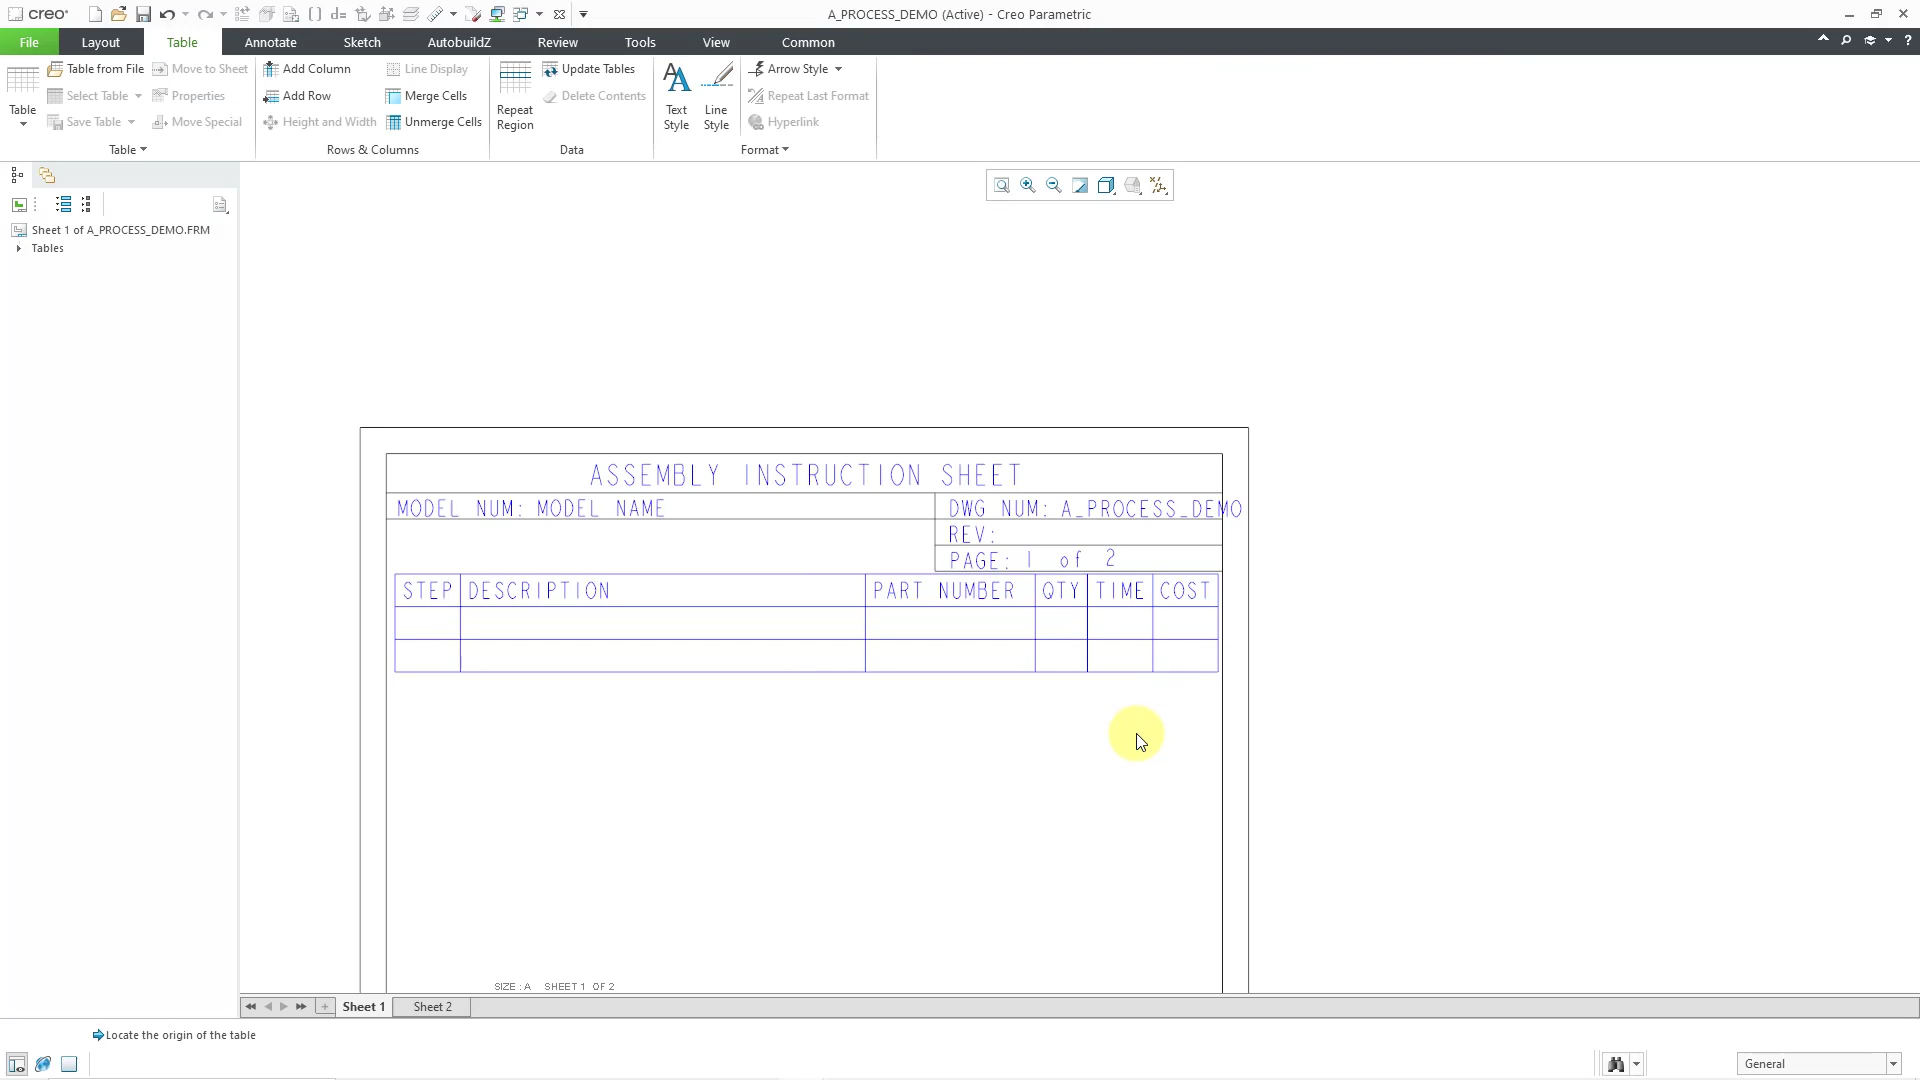 creo
A_PROCESS_DEMO (Active) - Creo Parametric
File Layout Table Annotate Sketch AutobuildZ Review Tools View Common
Table from File Move to Sheet Add Column Line Display Update Tables Arrow Style
Select Table Properties Add Row Merge Cells Delete Contents Repeat Last Format
Table Repeat Region Text Style Line Style
Save Table Move Special Height and Width Unmerge Cells Hyperlink
Table Rows & Columns Data Format
Sheet 1 of A_PROCESS_DEMO.FRM
Tables
ASSEMBLY INSTRUCTION SHEET
MODEL NUM: MODEL NAME DWG NUM: A_PROCESS_DEMO
REV:
PAGE: 1 of 2
STEP DESCRIPTION PART NUMBER QTY TIME COST
SIZE : A SHEET 1 OF 2
Sheet 1 Sheet 2
Locate the origin of the table
General